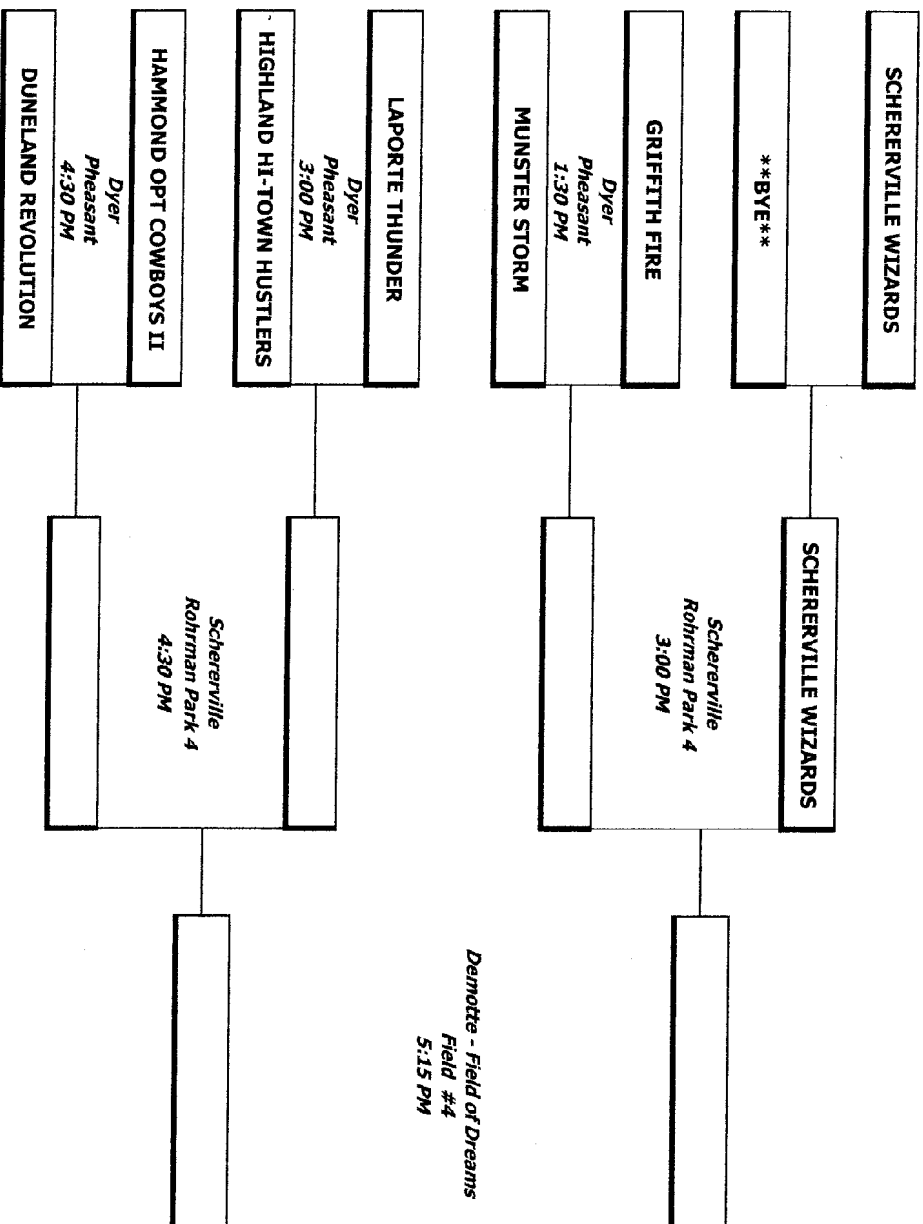 SCHERERVILLE WIZARDS
**BYE**
GRIFFITH FIRE
Dyer
Pheasant
1:30 PM
MUNSTER STORM
LAPORTE THUNDER
Dyer
Pheasant
3:00 PM
HIGHLAND HI-TOWN HUSTLERS
HAMMOND OPT COWBOYS II
Dyer
Pheasant
4:30 PM
DUNELAND REVOLUTION
SCHERERVILLE WIZARDS
Schererville
Rohrman Park 4
3:00 PM
Schererville
Rohrman Park 4
4:30 PM
Demotte - Field of Dreams
Field #4
5:15 PM